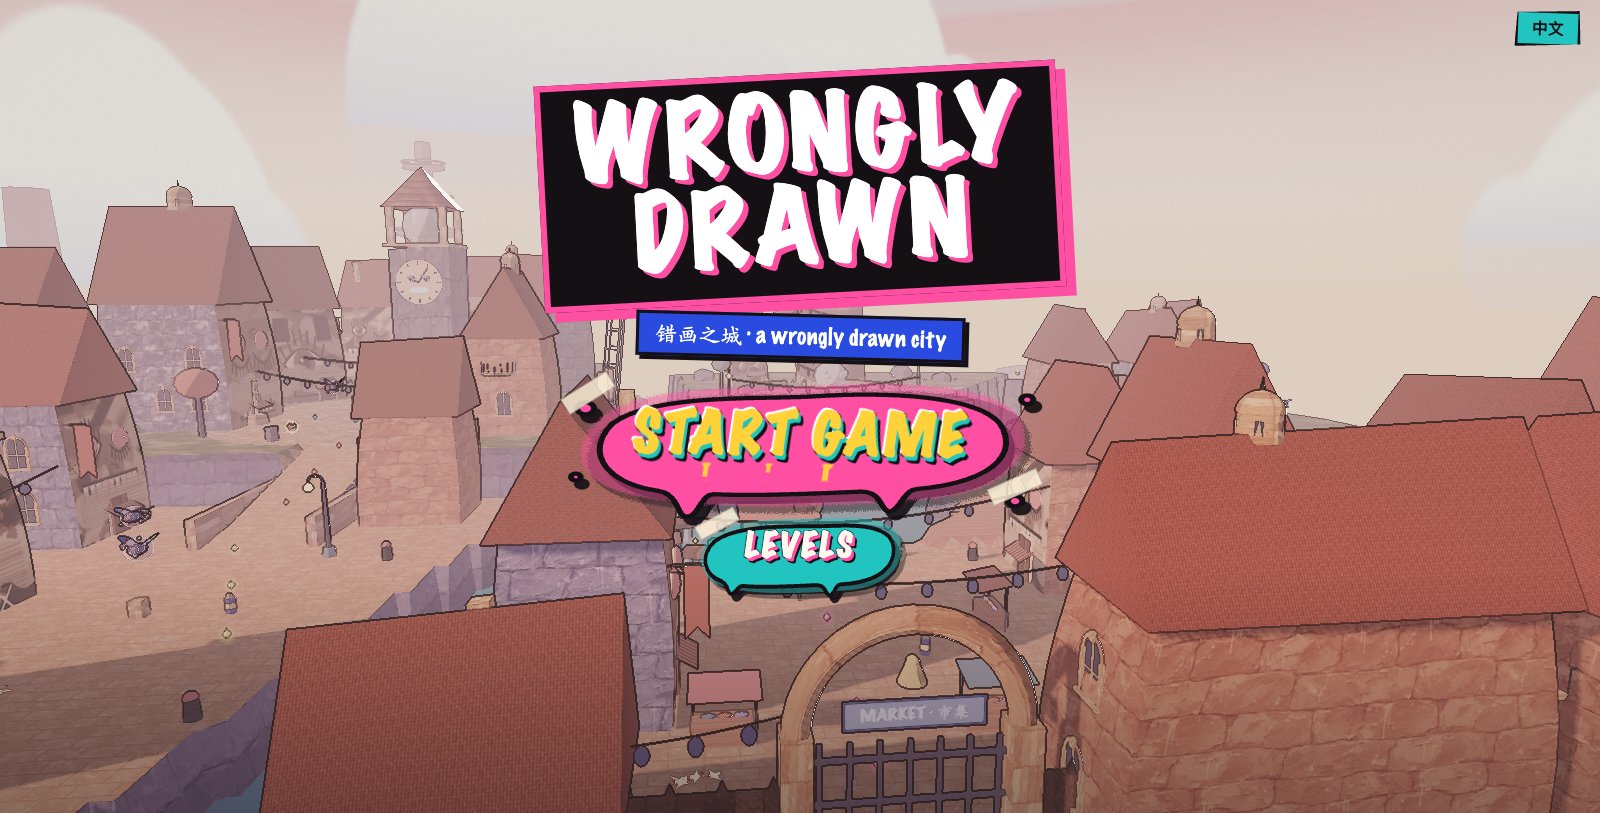 中文
WRONGLY
DRAWN
错画之城 · a wrongly drawn city
START GAME
LEVELS
MARKET · 市集